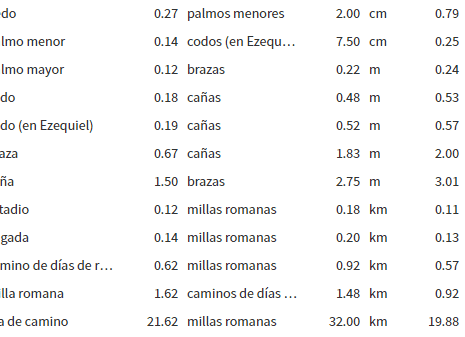 do 0.27 palmos menores 2.00 cm 0.79
lmo menor 0.14 codos (en Ezequ… 7.50 cm 0.25
lmo mayor 0.12 brazas 0.22 m 0.24
do 0.18 cañas 0.48 m 0.53
do (en Ezequiel) 0.19 cañas 0.52 m 0.57
aza 0.67 cañas 1.83 m 2.00
ña 1.50 brazas 2.75 m 3.01
tadio 0.12 millas romanas 0.18 km 0.11
gada 0.14 millas romanas 0.20 km 0.13
mino de días de r… 0.62 millas romanas 0.92 km 0.57
illa romana 1.62 caminos de días … 1.48 km 0.92
a de camino 21.62 millas romanas 32.00 km 19.88